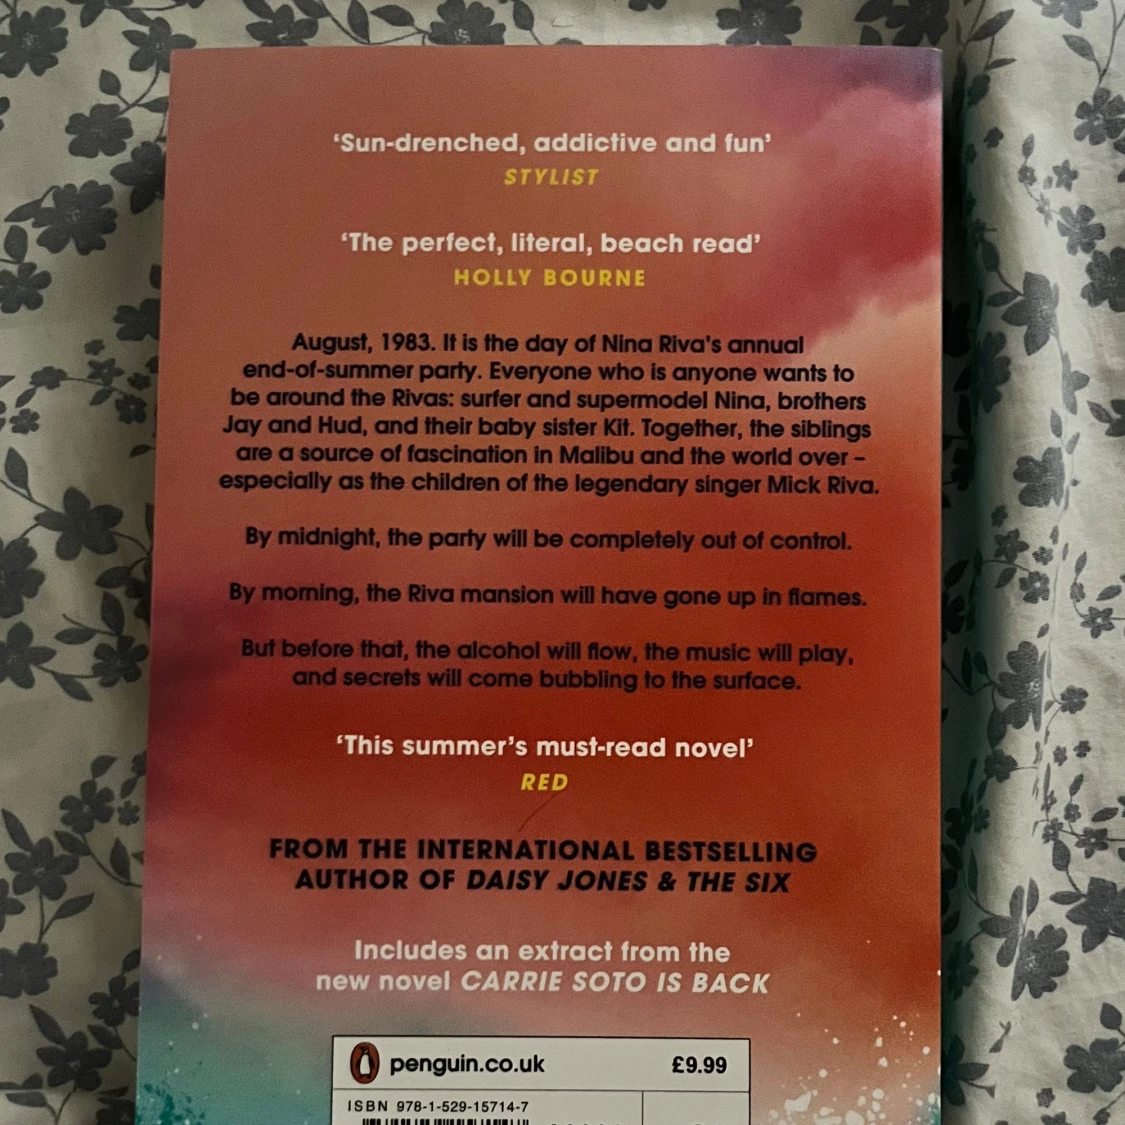 ‘Sun-drenched, addictive and fun’
STYLIST
‘The perfect, literal, beach read’
HOLLY BOURNE
August, 1983. It is the day of Nina Riva’s annual
end-of-summer party. Everyone who is anyone wants to
be around the Rivas: surfer and supermodel Nina, brothers
Jay and Hud, and their baby sister Kit. Together, the siblings
are a source of fascination in Malibu and the world over –
especially as the children of the legendary singer Mick Riva.
By midnight, the party will be completely out of control.
By morning, the Riva mansion will have gone up in flames.
But before that, the alcohol will flow, the music will play,
and secrets will come bubbling to the surface.
‘This summer’s must-read novel’
RED
FROM THE INTERNATIONAL BESTSELLING
AUTHOR OF DAISY JONES & THE SIX
Includes an extract from the
new novel CARRIE SOTO IS BACK
penguin.co.uk £9.99
ISBN 978-1-529-15714-7